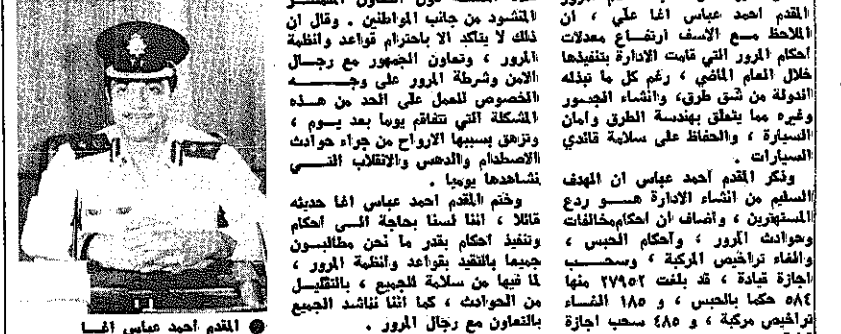 المقدم احمد عباس اغا علي ، ان
الملاحظ مع الاسف ارتفاع معدلات
احكام المرور التي قامت الادارة بتنفيذها
خلال العام الماضي ، رغم كل ما تبذله
الدولة من شق طرق، وانشاء الجسور
وغيره مما يتعلق بهندسة الطرق وامان
السيارة ، والحفاظ على سلامة قائدي
السيارات .
وذكر المقدم احمد عباس ان الهدف
السليم من انشاء الادارة هو ردع
المستهترين ، واضاف ان احكام مخالفات
وحوادث المرور ، وأحكام الحبس ،
والغاء تراخيص المركبة ، وسحب
اجازة قيادة ، قد بلغت ٢٧٩٥٢ منها
٥٨٤ حكما بالحبس ، و ١٨٥ الغاء
تراخيص مركبة ، و ٤٨٥ سحب اجازة
المنشود من جانب المواطنين . وقال ان
ذلك لا يتاكد الا باحترام قواعد وانظمة
المرور ، وتعاون الجمهور مع رجال
الامن وشرطة المرور على وجه
الخصوص للعمل على الحد من هذه
المشكلة التي تتفاقم يوما بعد يوم ،
وتزهق بسببها الارواح من جراء حوادث
الاصطدام والدهس والانقلاب التي
نشاهدها يوميا .
وختم المقدم احمد عباس اغا حديثه
قائلا ، اننا لسنا بحاجة الى احكام
وتنفيذ احكام بقدر ما نحن مطالبون
جميعا بالتقيد بقواعد وانظمة المرور ،
لما فيها من سلامة للجميع ، بالتقليل
من الحوادث ، كما اننا نناشد الجميع
بالتعاون مع رجال المرور .
المقدم احمد عباس اغا